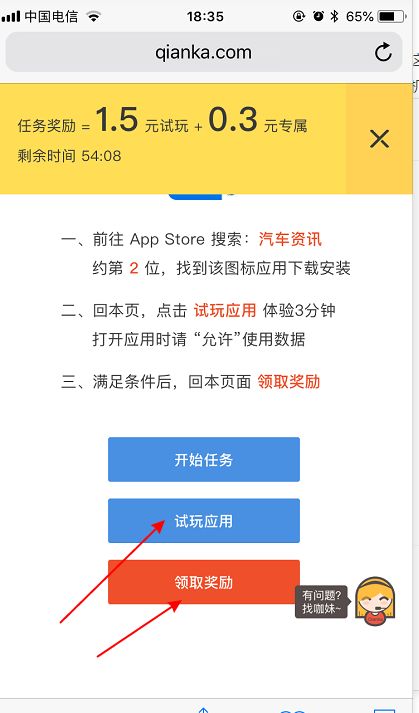 中国电信 18:35 65%
qianka.com
任务奖励 = 1.5 元试玩 + 0.3 元专属
剩余时间 54:08
一、前往 App Store 搜索：汽车资讯
约第 2 位，找到该图标应用下载安装
二、回本页，点击 试玩应用 体验3分钟
打开应用时请 “允许”使用数据
三、满足条件后，回本页面 领取奖励
开始任务
试玩应用
领取奖励
有问题?
找咖妹~